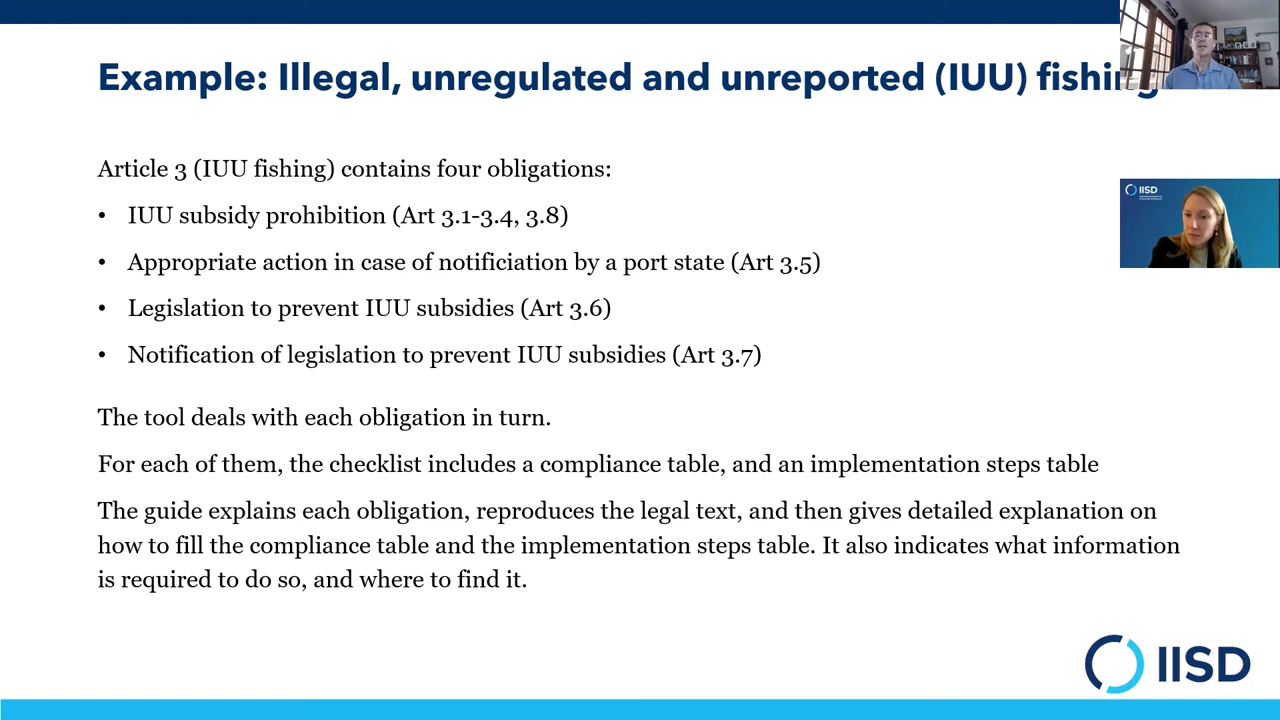 Example: Illegal, unregulated and unreported (IUU) fishing
Article 3 (IUU fishing) contains four obligations:
• IUU subsidy prohibition (Art 3.1-3.4, 3.8)
• Appropriate action in case of notificiation by a port state (Art 3.5)
• Legislation to prevent IUU subsidies (Art 3.6)
• Notification of legislation to prevent IUU subsidies (Art 3.7)
The tool deals with each obligation in turn.
For each of them, the checklist includes a compliance table, and an implementation steps table
The guide explains each obligation, reproduces the legal text, and then gives detailed explanation on
how to fill the compliance table and the implementation steps table. It also indicates what information
is required to do so, and where to find it.
IISD
IISD